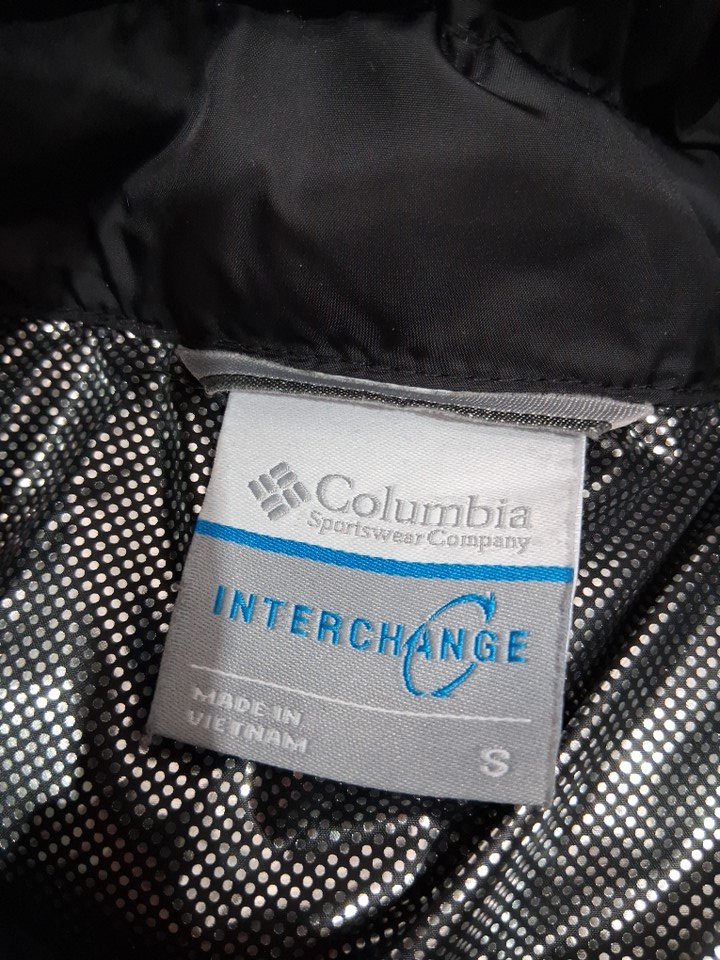 Columbia
Sportswear Company
INTERCHANGE
MADE IN
VIETNAM
S